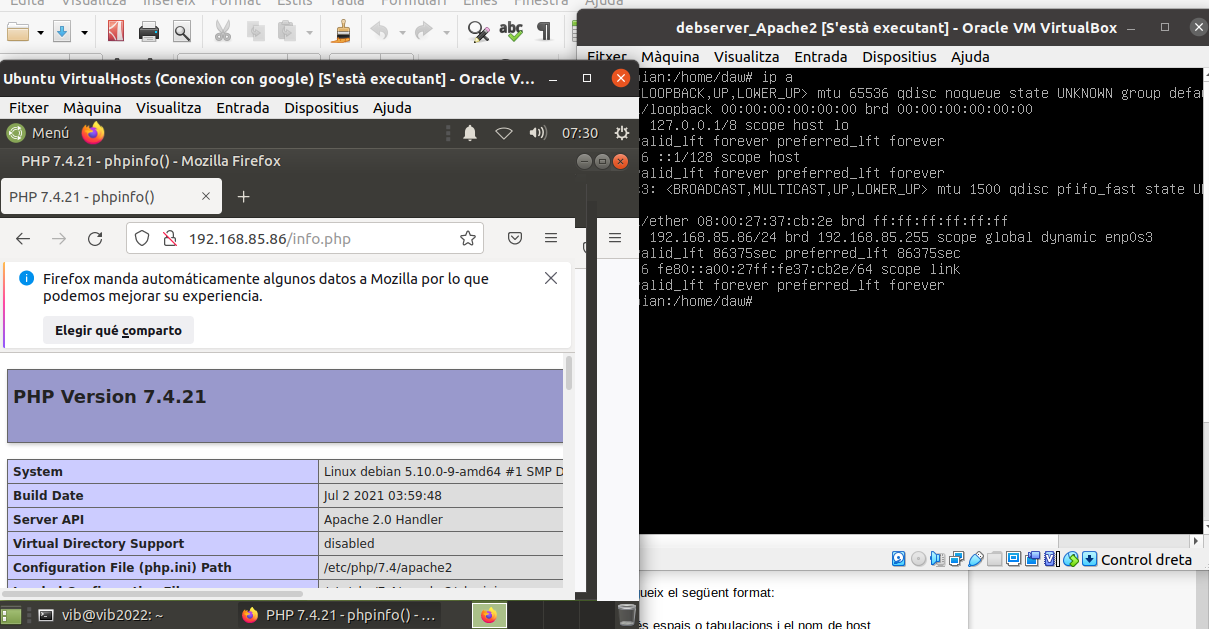 Edita Visualitza Insereix Format Estils Taula Formulari Eines Finestra Ajuda
debserver_Apache2 [S'està executant] - Oracle VM VirtualBox
Fitxer Màquina Visualitza Entrada Dispositius Ajuda
ian:/home/daw# ip a
LOOPBACK,UP,LOWER_UP> mtu 65536 qdisc noqueue state UNKNOWN group defau
/loopback 00:00:00:00:00:00 brd 00:00:00:00:00:00
127.0.0.1/8 scope host lo
alid_lft forever preferred_lft forever
6 ::1/128 scope host
alid_lft forever preferred_lft forever
s3: <BROADCAST,MULTICAST,UP,LOWER_UP> mtu 1500 qdisc pfifo_fast state U
/ether 08:00:27:37:cb:2e brd ff:ff:ff:ff:ff:ff
192.168.85.86/24 brd 192.168.85.255 scope global dynamic enp0s3
alid_lft 86375sec preferred_lft 86375sec
6 fe80::a00:27ff:fe37:cb2e/64 scope link
alid_lft forever preferred_lft forever
ian:/home/daw#
Control dreta
Ubuntu VirtualHosts (Conexion con google) [S'està executant] - Oracle V...
Fitxer Màquina Visualitza Entrada Dispositius Ajuda
Menú 07:30
PHP 7.4.21 - phpinfo() - Mozilla Firefox
PHP 7.4.21 - phpinfo()
192.168.85.86/info.php
Firefox manda automáticamente algunos datos a Mozilla por lo que
podemos mejorar su experiencia.
Elegir qué comparto
PHP Version 7.4.21
System Linux debian 5.10.0-9-amd64 #1 SMP D
Build Date Jul 2 2021 03:59:48
Server API Apache 2.0 Handler
Virtual Directory Support disabled
Configuration File (php.ini) Path /etc/php/7.4/apache2
vib@vib2022: ~ PHP 7.4.21 - phpinfo() - ...
ueix el següent format:
és espais o tabulacions i el nom de host